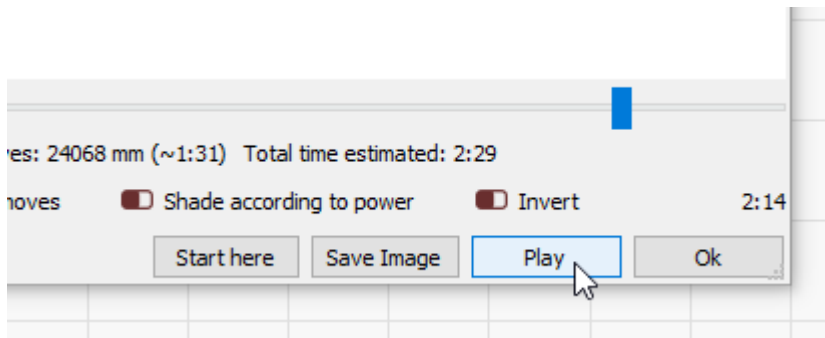 es: 24068 mm (~1:31) Total time estimated: 2:29
noves Shade according to power Invert 2:14
Start here Save Image Play Ok